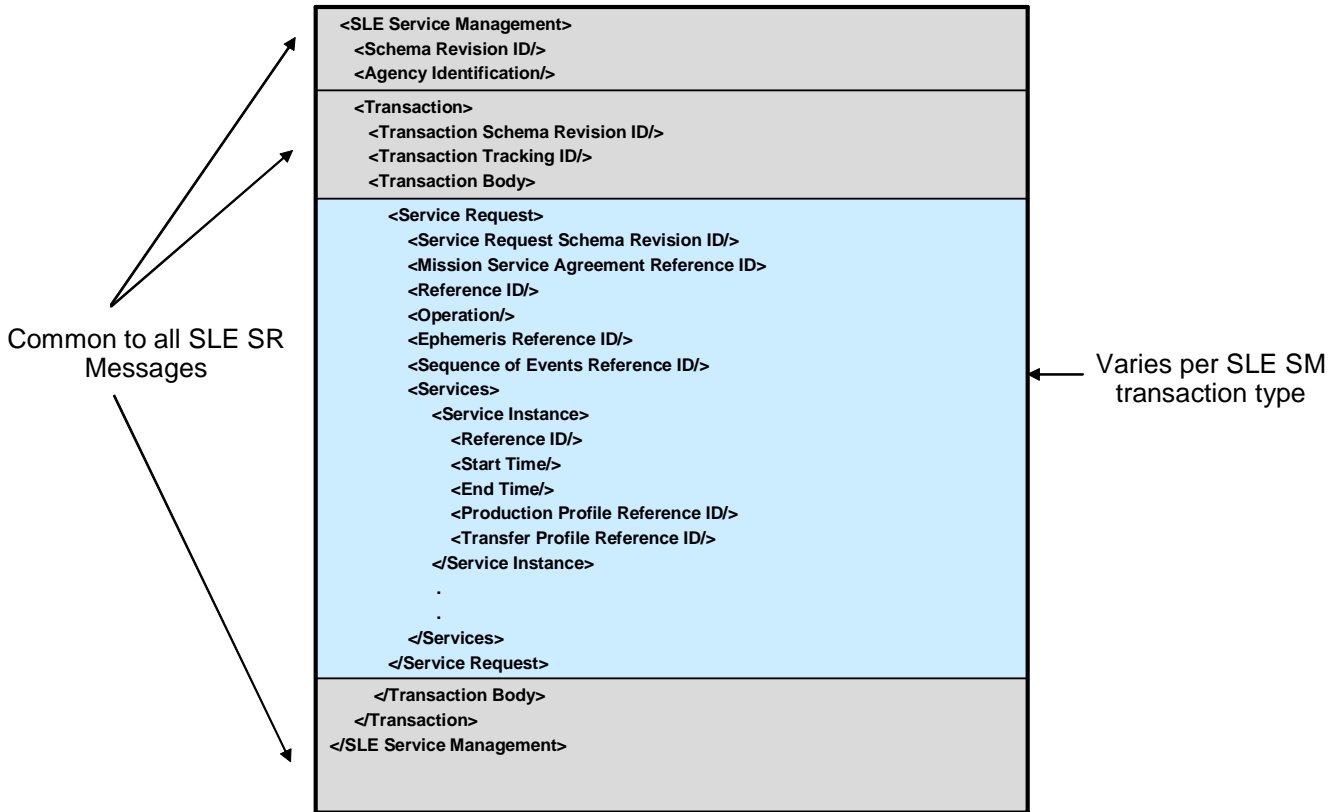 <SLE Service Management>
<Schema Revision ID/>
<Agency Identification/>
<Transaction>
<Transaction Schema Revision ID/>
<Transaction Tracking ID/>
<Transaction Body>
<Service Request>
<Service Request Schema Revision ID/>
<Mission Service Agreement Reference ID>
<Reference ID/>
<Operation/>
<Ephemeris Reference ID/>
<Sequence of Events Reference ID/>
<Services>
<Service Instance>
<Reference ID/>
<Start Time/>
<End Time/>
<Production Profile Reference ID/>
<Transfer Profile Reference ID/>
</Service Instance>
.
.
</Services>
</Service Request>
</Transaction Body>
</Transaction>
</SLE Service Management>
Common to all SLE SR
Messages
Varies per SLE SM
transaction type